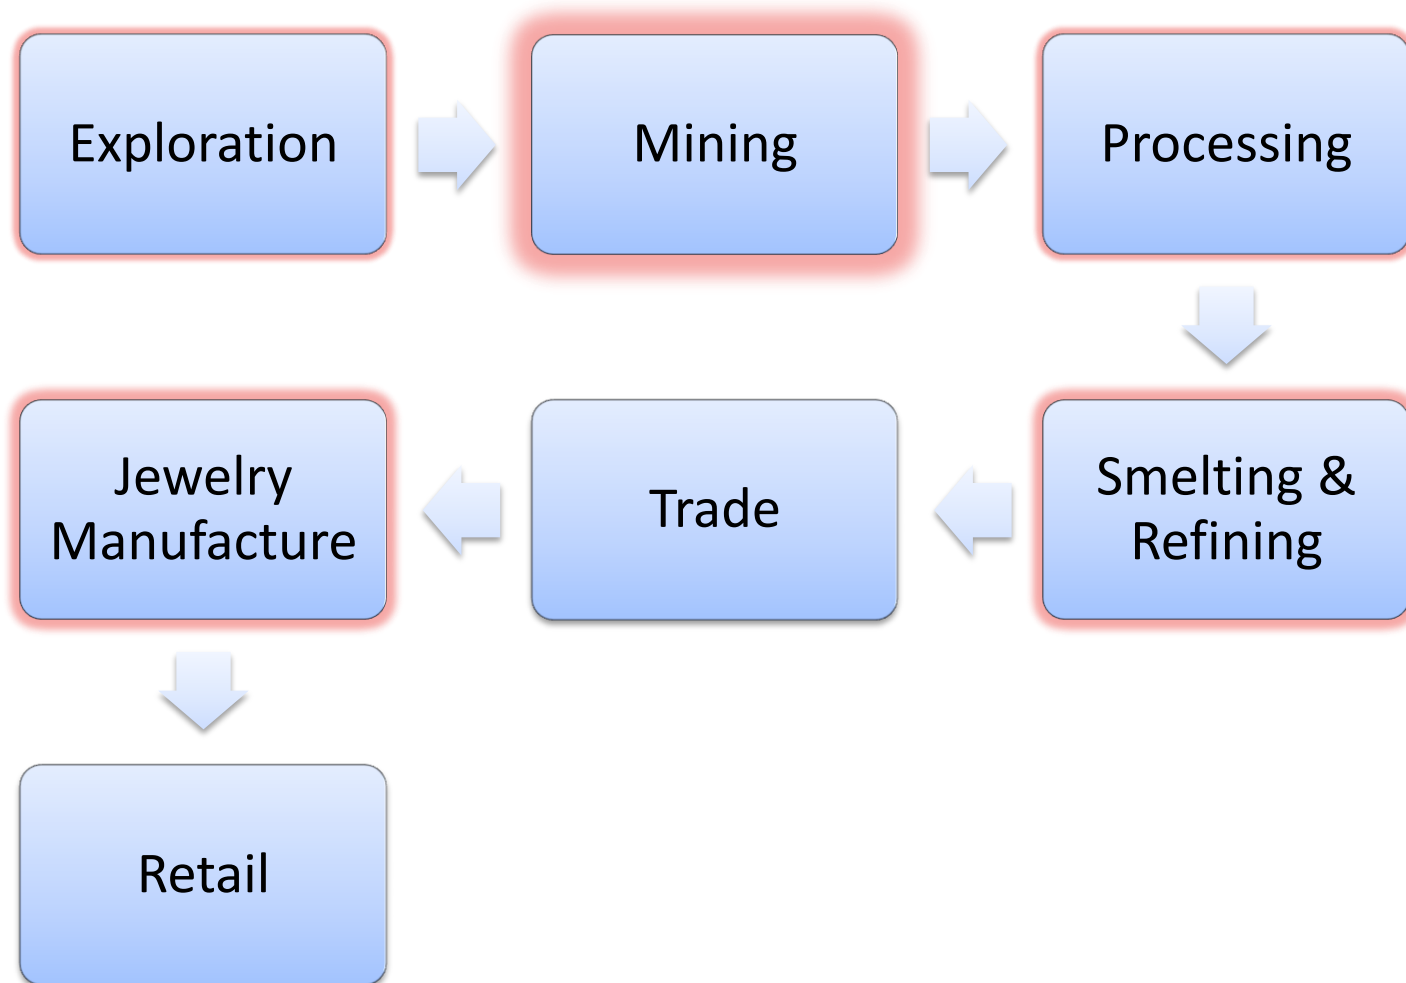 Exploration
Mining
Processing
Smelting &
Refining
Trade
Jewelry
Manufacture
Retail